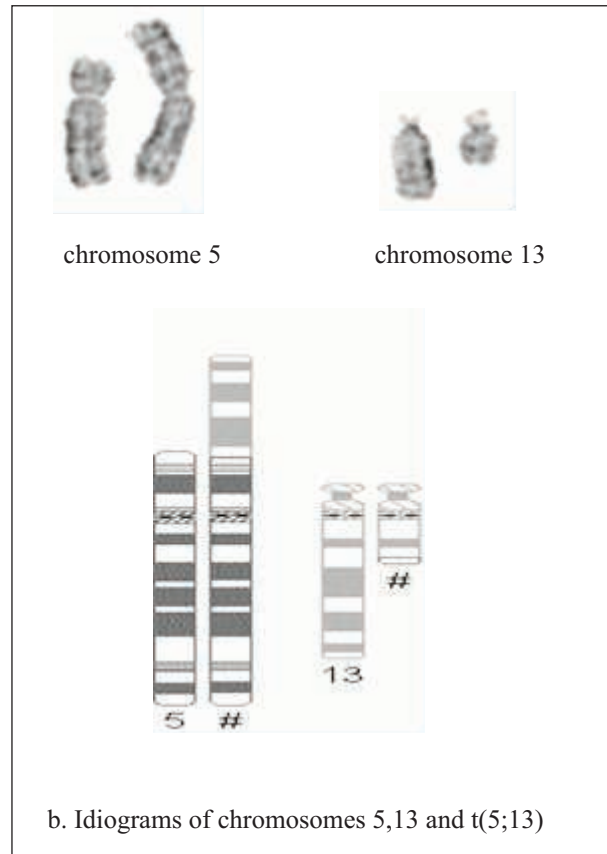 chromosome 5 chromosome 13
#
5 # 13
b. Idiograms of chromosomes 5,13 and t(5;13)